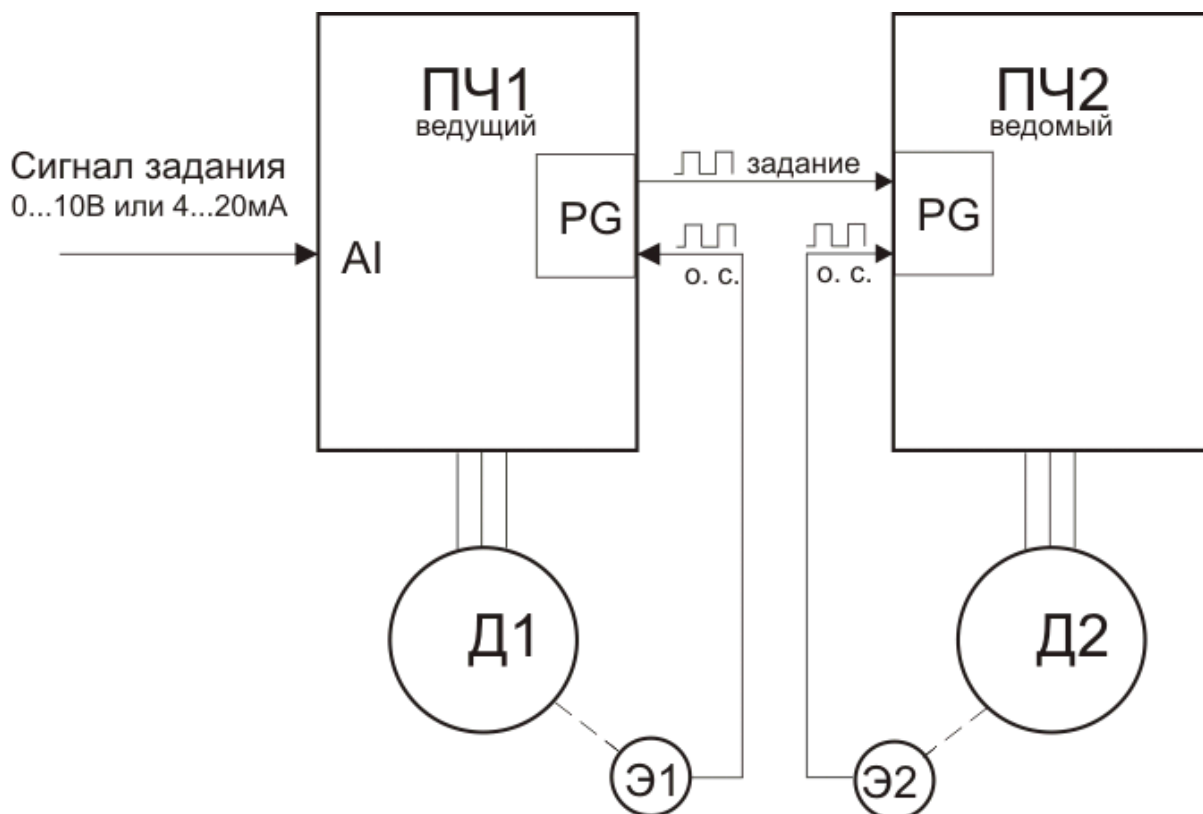 ПЧ1
ведущий
ПЧ2
ведомый
Сигнал задания
0...10В или 4...20мА
AI
PG
задание
PG
о. с.
о. с.
Д1
Д2
Э1
Э2